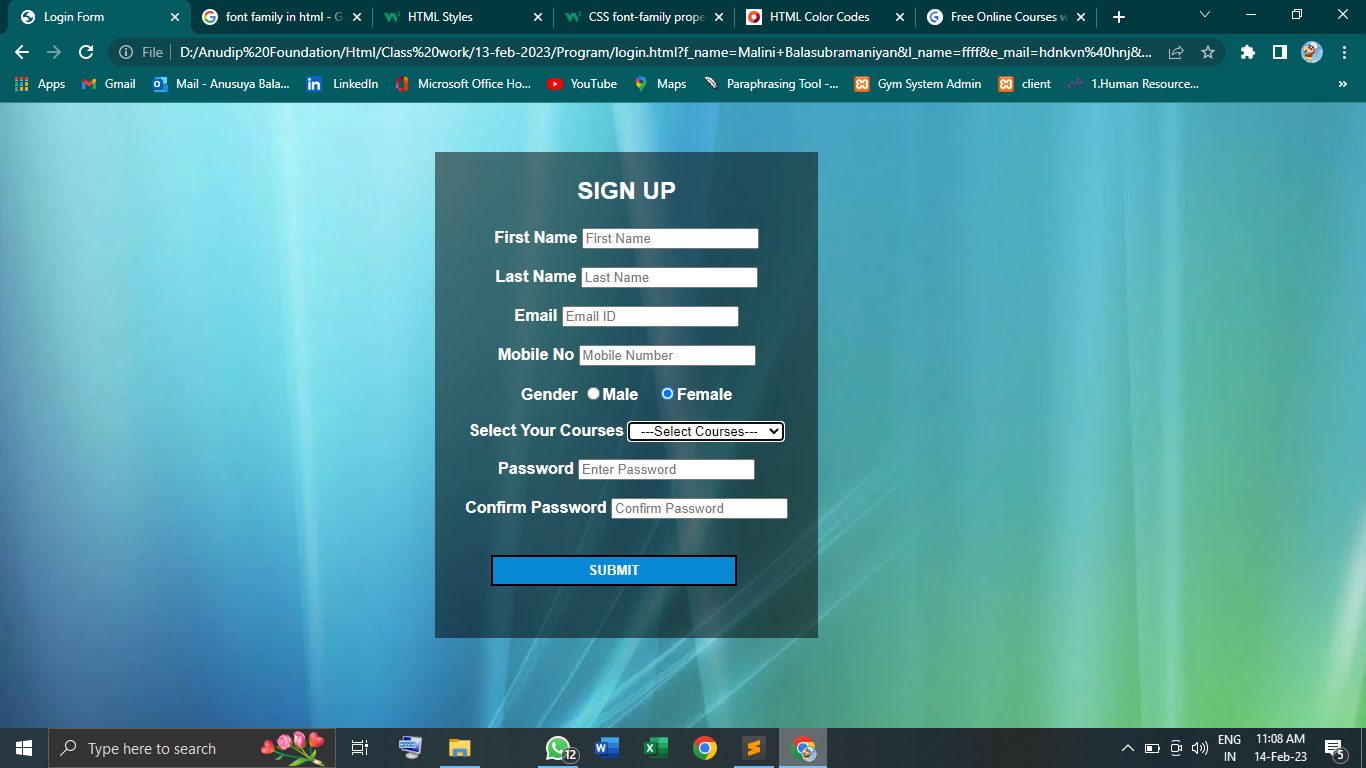 Login Form
font family in html - G
HTML Styles
CSS font-family prope
HTML Color Codes
Free Online Courses w
File
D:/Anudip%20Foundation/Html/Class%20work/13-feb-2023/Program/login.html?f_name=Malini+Balasubramaniyan&l_name=ffff&e_mail=hdnkvn%40hnj&...
Apps
Gmail
Mail - Anusuya Bala...
LinkedIn
Microsoft Office Ho...
YouTube
Maps
Paraphrasing Tool -...
Gym System Admin
client
1.Human Resource...
»
SIGN UP
First Name First Name
Last Name Last Name
Email Email ID
Mobile No Mobile Number
Gender Male Female
Select Your Courses ---Select Courses---
Password Enter Password
Confirm Password Confirm Password
SUBMIT
Type here to search
12
ENG
IN
11:08 AM
14-Feb-23
5